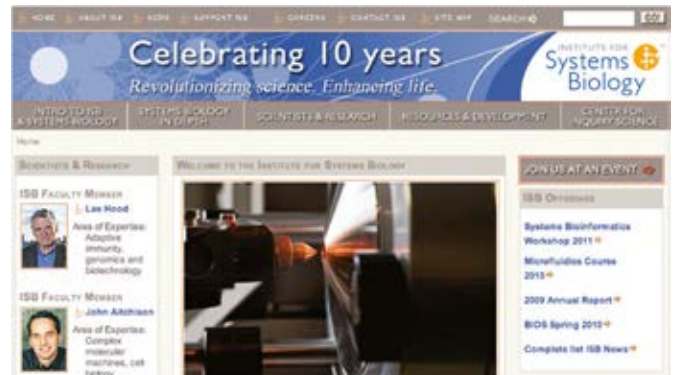 HOME ABOUT ISB NEWS SUPPORT ISB CAREERS CONTACT ISB SITE MAP SEARCH GO!
Celebrating 10 years
Revolutionizing science. Enhancing life.
INSTITUTE FOR
Systems
Biology
INTRO TO ISB
& SYSTEMS BIOLOGY
SYSTEMS BIOLOGY
IN DEPTH
SCIENTISTS & RESEARCH
RESOURCES & DEVELOPMENT
CENTER FOR
INQUIRY SCIENCE
Home
SCIENTISTS & RESEARCH
ISB FACULTY MEMBER
Lee Hood
Area of Expertise:
Adaptive
immunity,
genomics and
biotechnology
ISB FACULTY MEMBER
John Aitchison
Area of Expertise:
Complex
molecular
machines, cell
biology
WELCOME TO THE INSTITUTE FOR SYSTEMS BIOLOGY
JOIN US AT AN EVENT
ISB OFFERINGS
Systems Bioinformatics
Workshop 2011
Microfluidics Course
2010
2009 Annual Report
BIOS Spring 2010
Complete list ISB News